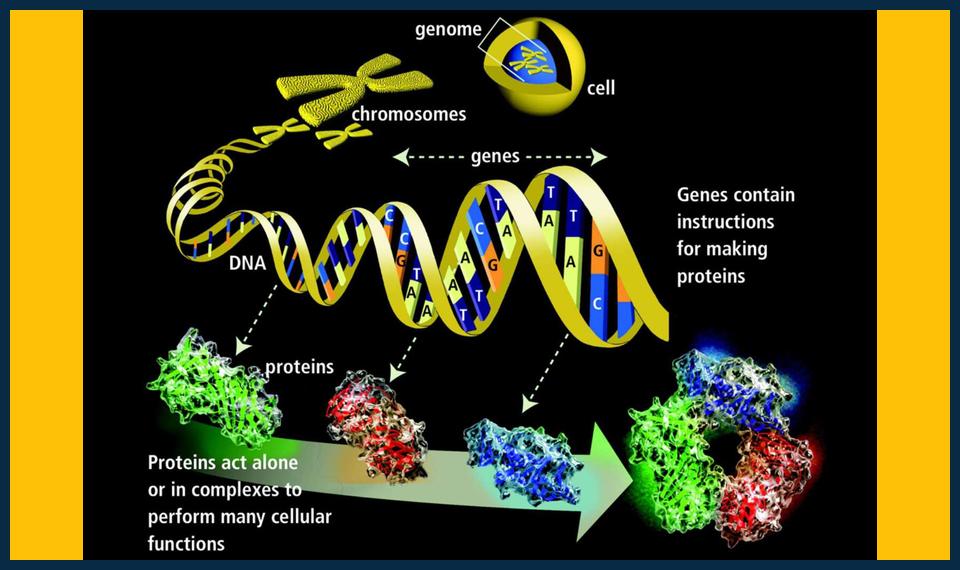 genome
cell
chromosomes
genes
Genes contain
instructions
for making
proteins
DNA
C
C
G
T
A
A
C
T
A
A
G
A
T
T
T
A
T
A
G
C
proteins
Proteins act alone
or in complexes to
perform many cellular
functions